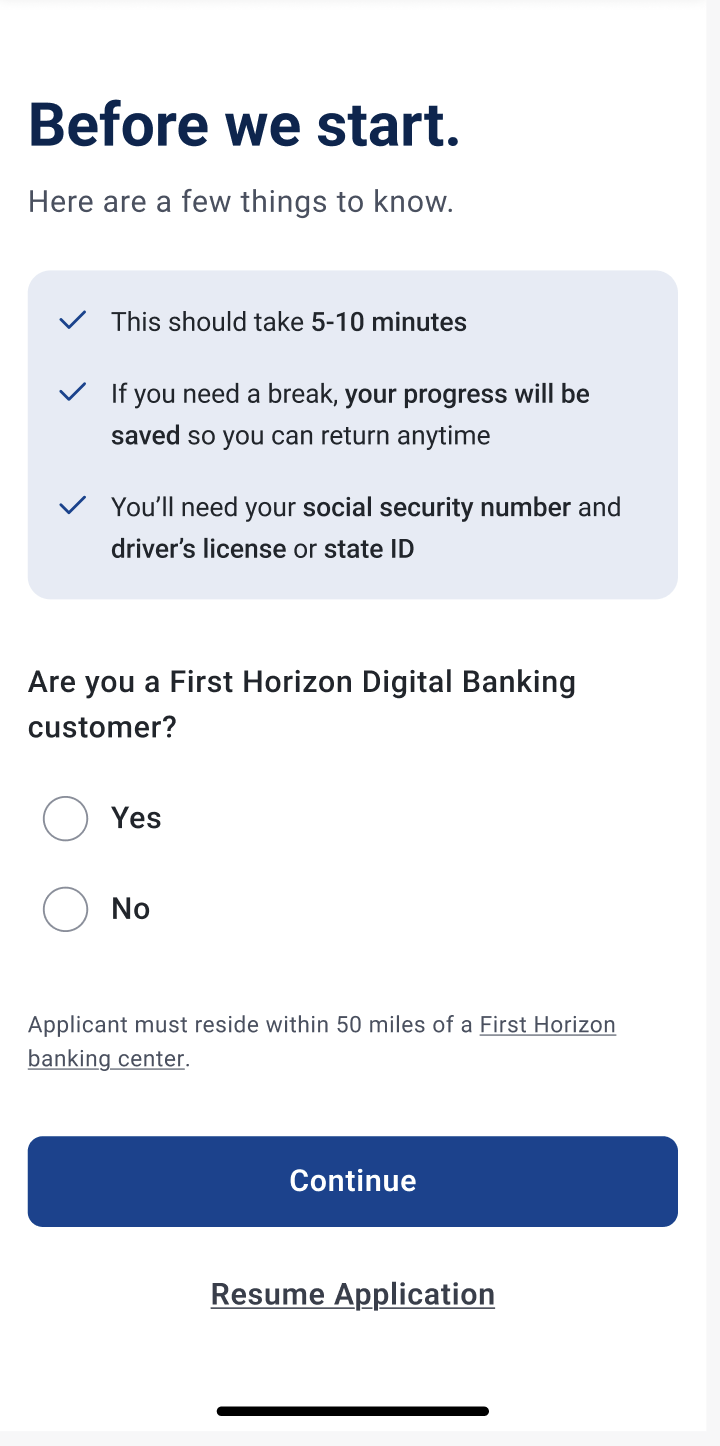 Before we start.
Here are a few things to know.
This should take 5-10 minutes
If you need a break, your progress will be
saved so you can return anytime
You’ll need your social security number and
driver’s license or state ID
Are you a First Horizon Digital Banking
customer?
Yes
No
Applicant must reside within 50 miles of a First Horizon
banking center.
Continue
Resume Application